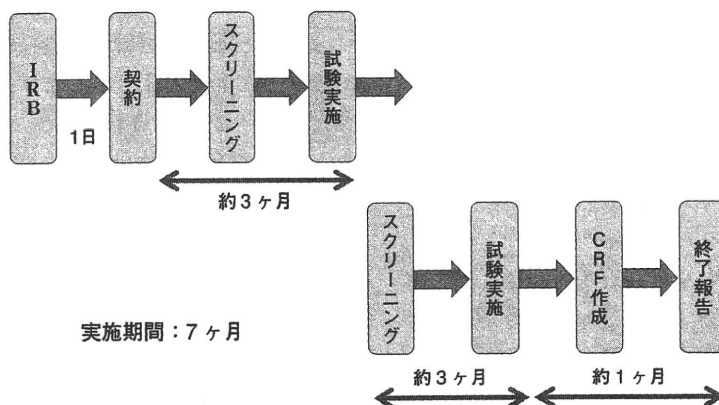 IRB
契約
スクリーニング
試験実施
1日
約3ヶ月
スクリーニング
試験実施
CRF作成
終了報告
実施期間:7ヶ月
約3ヶ月
約1ヶ月